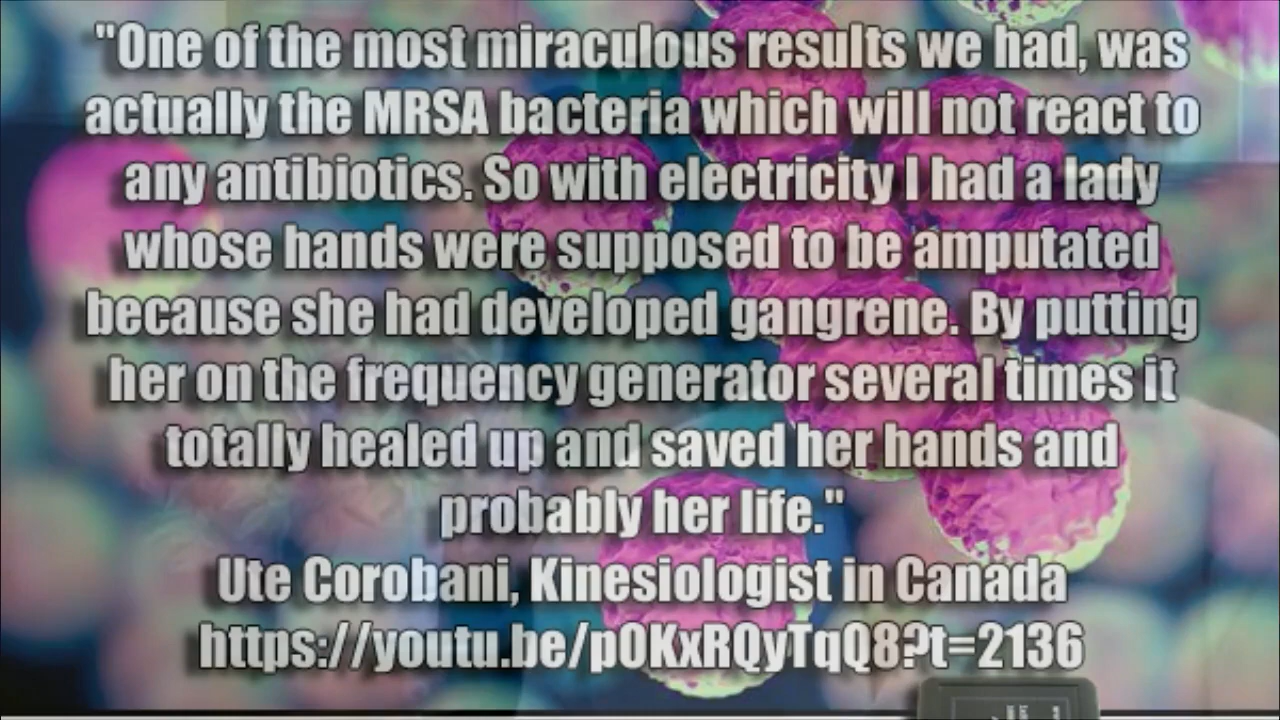 "One of the most miraculous results we had, was
actually the MRSA bacteria which will not react to
any antibiotics. So with electricity I had a lady
whose hands were supposed to be amputated
because she had developed gangrene. By putting
her on the frequency generator several times it
totally healed up and saved her hands and
probably her life."
Ute Corobani, Kinesiologist in Canada
https://youtu.be/pOKxRQyTqQ8?t=2136